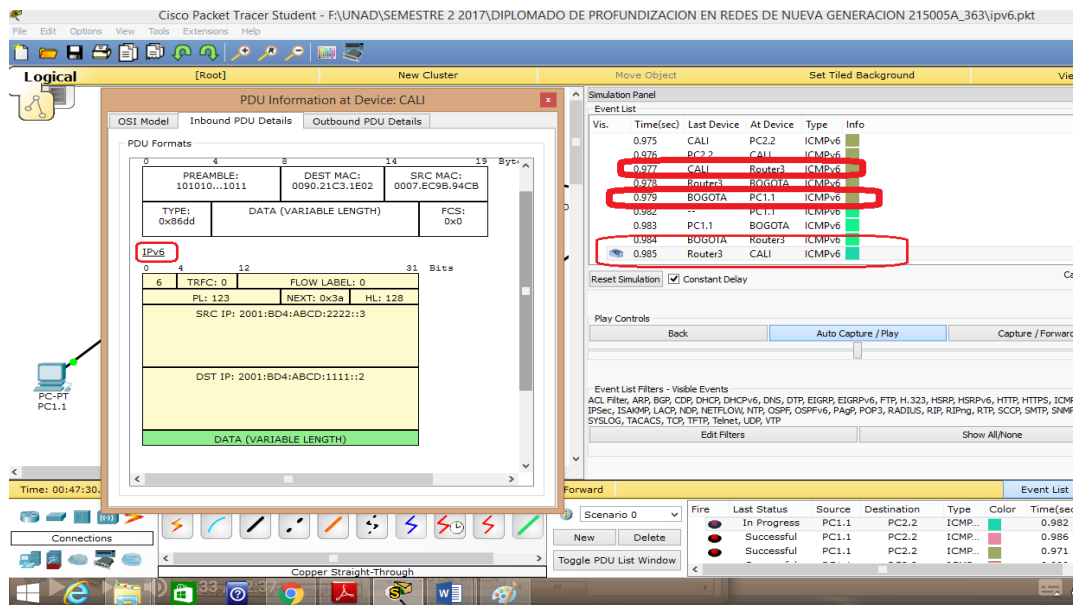 Cisco Packet Tracer Student - F:\UNAD\SEMESTRE 2 2017\DIPLOMADO DE PROFUNDIZACION EN REDES DE NUEVA GENERACION 215005A_363\ipv6.pkt
File Edit Options View Tools Extensions Help
Logical [Root] New Cluster Move Object Set Tiled Background
PDU Information at Device: CALI
OSI Model Inbound PDU Details Outbound PDU Details
PDU Formats
0 4 8 14 19
PREAMBLE: 101010...1011
DEST MAC: 0090.21C3.1E02
SRC MAC: 0007.EC9B.94CB
TYPE: 0x86dd
DATA (VARIABLE LENGTH)
FCS: 0x0
IPv6
0 4 12 31 Bits
6 TRFC: 0 FLOW LABEL: 0
PL: 123 NEXT: 0x3a HL: 128
SRC IP: 2001:BD4:ABCD:2222::3
DST IP: 2001:BD4:ABCD:1111::2
DATA (VARIABLE LENGTH)
PC-PT
PC1.1
Simulation Panel
Event List
Vis. Time(sec) Last Device At Device Type Info
0.975 CALI PC2.2 ICMPv6
0.976 PC2.2 CALI ICMPv6
0.977 CALI Router3 ICMPv6
0.978 Router3 BOGOTA ICMPv6
0.979 BOGOTA PC1.1 ICMPv6
0.982 -- PC1.1 ICMPv6
0.983 PC1.1 BOGOTA ICMPv6
0.984 BOGOTA Router3 ICMPv6
0.985 Router3 CALI ICMPv6
Reset Simulation Constant Delay
Play Controls
Back Auto Capture / Play Capture / Forward
Event List Filters - Visible Events
ACL Filter, ARP, BGP, CDP, DHCP, DHCPv6, DNS, DTP, EIGRP, EIGRPv6, FTP, H.323, HSRP, HSRPv6, HTTP, HTTPS,
IPSec, ISAKMP, LACP, NDP, NETFLOW, NTP, OSPF, OSPFv6, PAgP, POP3, RADIUS, RIP, RIPng, RTP, SCCP, SMTP,
SYSLOG, TACACS, TCP, TFTP, Telnet, UDP, VTP
Edit Filters Show All/None
Time: 00:47:30.
Forward Event List
Connections
Copper Straight-Through
Scenario 0
New Delete
Toggle PDU List Window
Fire Last Status Source Destination Type Color
In Progress PC1.1 PC2.2 ICMP... 0.982
Successful PC1.1 PC2.2 ICMP... 0.986
Successful PC1.1 PC2.2 ICMP... 0.971